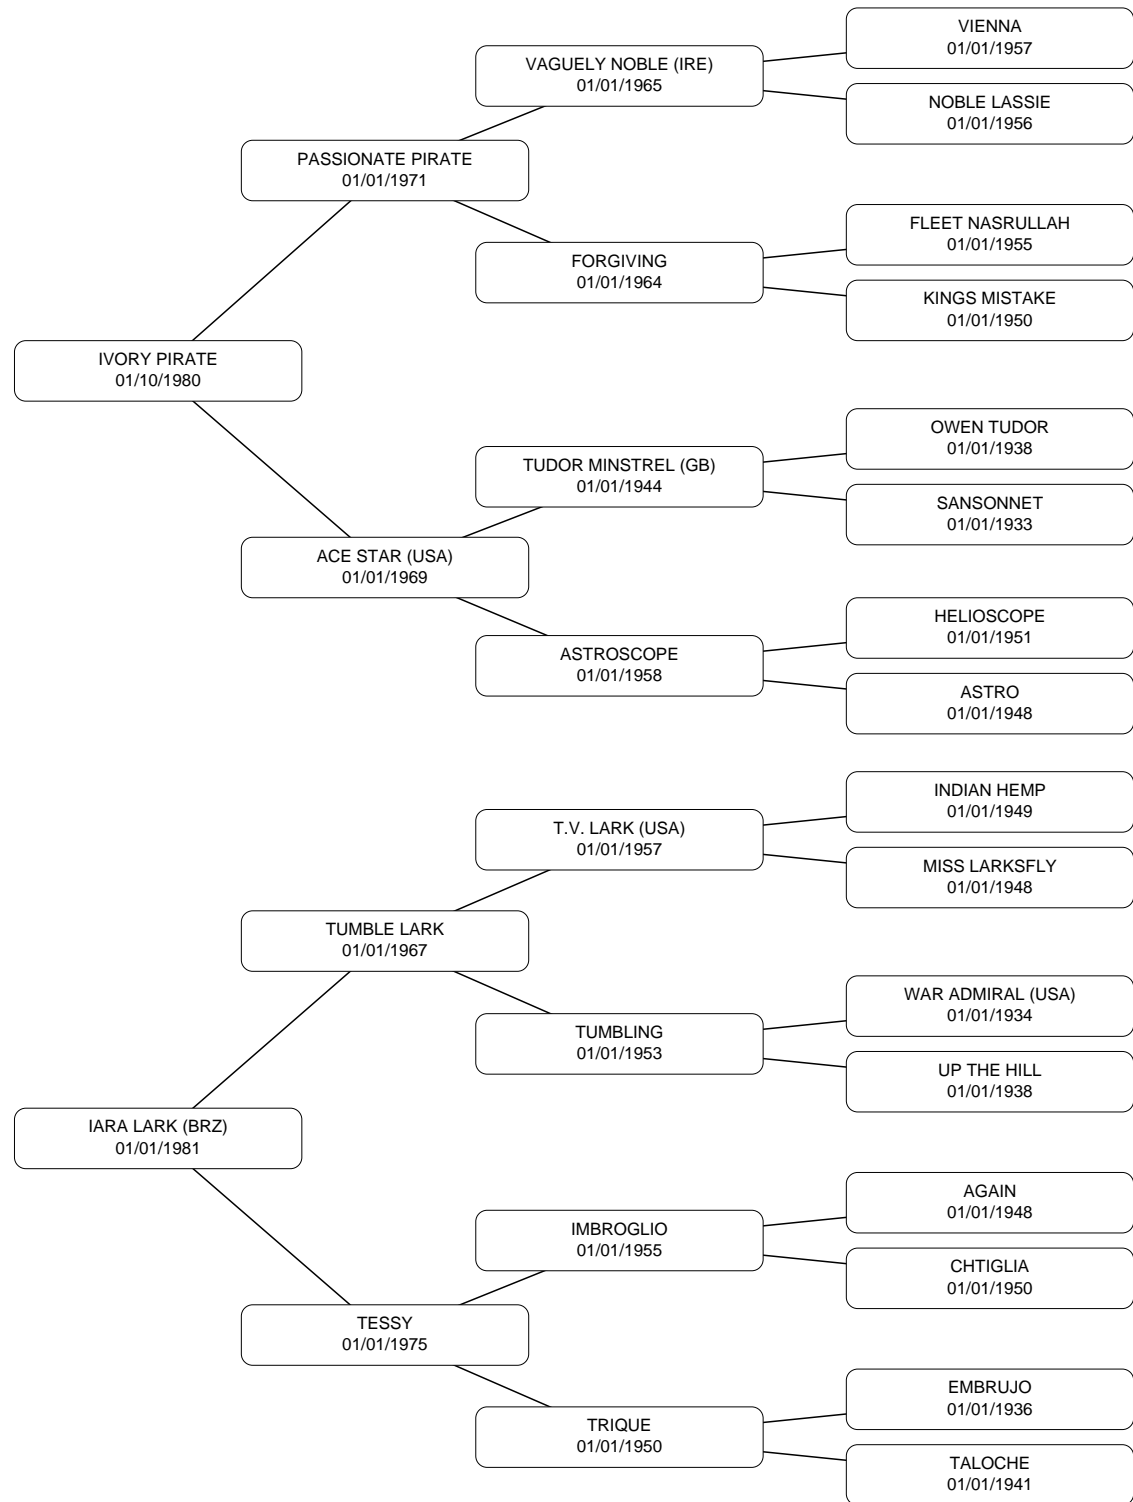 VIENNA
01/01/1957
VAGUELY NOBLE (IRE)
01/01/1965
NOBLE LASSIE
01/01/1956
PASSIONATE PIRATE
01/01/1971
FLEET NASRULLAH
01/01/1955
FORGIVING
01/01/1964
KINGS MISTAKE
01/01/1950
IVORY PIRATE
01/10/1980
OWEN TUDOR
01/01/1938
TUDOR MINSTREL (GB)
01/01/1944
SANSONNET
01/01/1933
ACE STAR (USA)
01/01/1969
HELIOSCOPE
01/01/1951
ASTROSCOPE
01/01/1958
ASTRO
01/01/1948
INDIAN HEMP
01/01/1949
T.V. LARK (USA)
01/01/1957
MISS LARKSFLY
01/01/1948
TUMBLE LARK
01/01/1967
WAR ADMIRAL (USA)
01/01/1934
TUMBLING
01/01/1953
UP THE HILL
01/01/1938
IARA LARK (BRZ)
01/01/1981
AGAIN
01/01/1948
IMBROGLIO
01/01/1955
CHTIGLIA
01/01/1950
TESSY
01/01/1975
EMBRUJO
01/01/1936
TRIQUE
01/01/1950
TALOCHE
01/01/1941